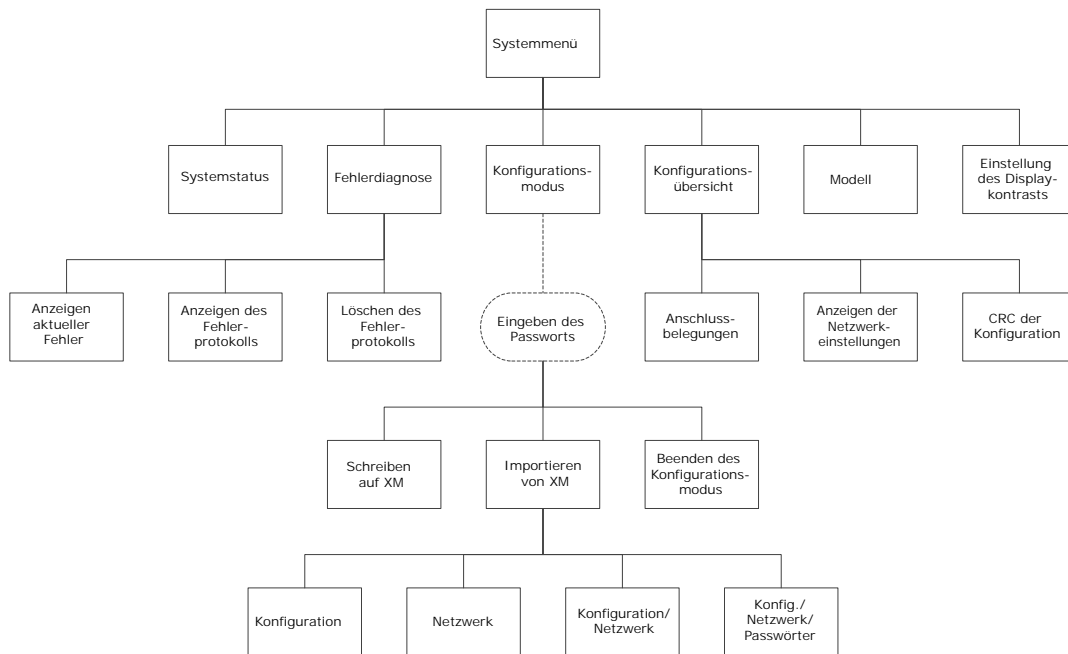 Systemmenü
Systemstatus
Fehlerdiagnose
Konfigurations-
modus
Konfigurations-
übersicht
Modell
Einstellung
des Display-
kontrasts
Anzeigen
aktueller
Fehler
Anzeigen des
Fehler-
protokolls
Löschen des
Fehler-
protokolls
Eingeben des
Passworts
Anschluss-
belegungen
Anzeigen der
Netzwerk-
einstellungen
CRC der
Konfiguration
Schreiben
auf XM
Importieren
von XM
Beenden des
Konfigurations-
modus
Konfiguration
Netzwerk
Konfiguration/
Netzwerk
Konfig./
Netzwerk/
Passwörter